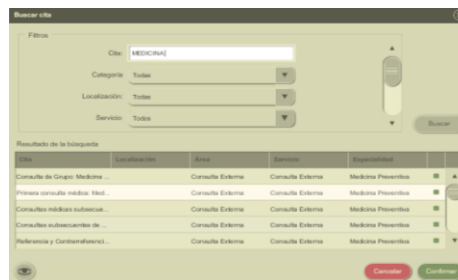 Buscar cita
Filtros
Cita: MEDICINA
Categoría Todas
Localización: Todas
Servicio: Todos
Buscar
Resultado de la búsqueda
Cita Localización Área Servicio Especialidad
Consulta de Grupo: Medicina ... Consulta Externa Consulta Externa Medicina Preventiva
Primera consulta médica: Med... Consulta Externa Consulta Externa Medicina Preventiva
Consultas médicas subsecue... Consulta Externa Consulta Externa Medicina Preventiva
Consultas subsecuentes de ... Consulta Externa Consulta Externa Medicina Preventiva
Referencia y Contrarreferenci... Consulta Externa Consulta Externa Medicina Preventiva
Cancelar Confirmar